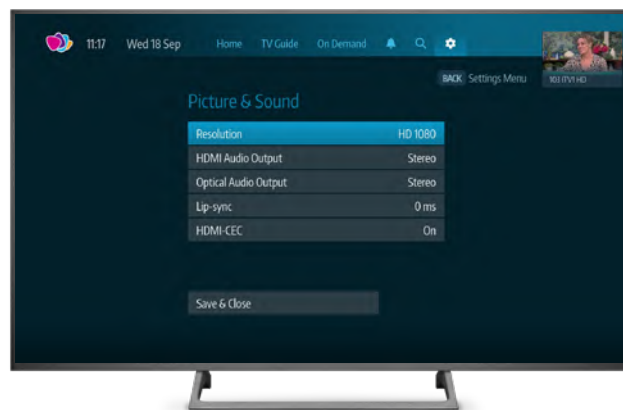 11:17 Wed 18 Sep Home TV Guide On Demand
BACK Settings Menu
103 ITV1 HD
Picture & Sound
Resolution HD 1080
HDMI Audio Output Stereo
Optical Audio Output Stereo
Lip-sync 0 ms
HDMI-CEC On
Save & Close